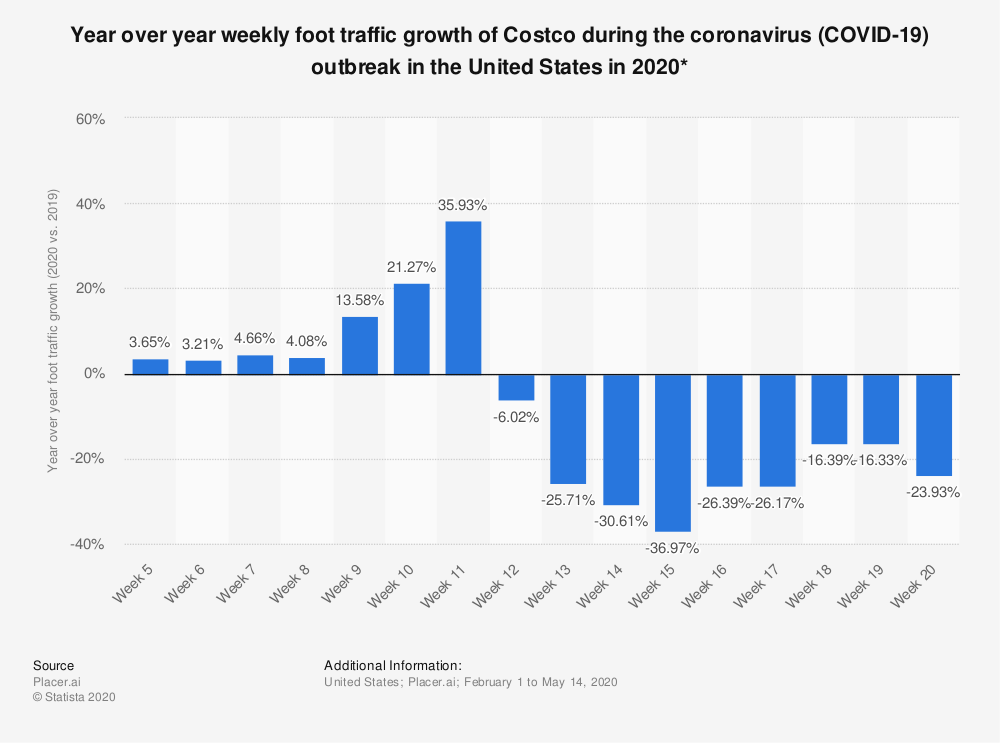 Year over year weekly foot traffic growth of Costco during the coronavirus (COVID-19)
outbreak in the United States in 2020*
Year over year foot traffic growth (2020 vs. 2019)
60%
40%
20%
0%
-20%
-40%
3.65%
3.21%
4.66%
4.08%
13.58%
21.27%
35.93%
-6.02%
-25.71%
-30.61%
-36.97%
-26.39%
-26.17%
-16.39%
-16.33%
-23.93%
Week 5
Week 6
Week 7
Week 8
Week 9
Week 10
Week 11
Week 12
Week 13
Week 14
Week 15
Week 16
Week 17
Week 18
Week 19
Week 20
Source
Placer.ai
© Statista 2020
Additional Information:
United States; Placer.ai; February 1 to May 14, 2020